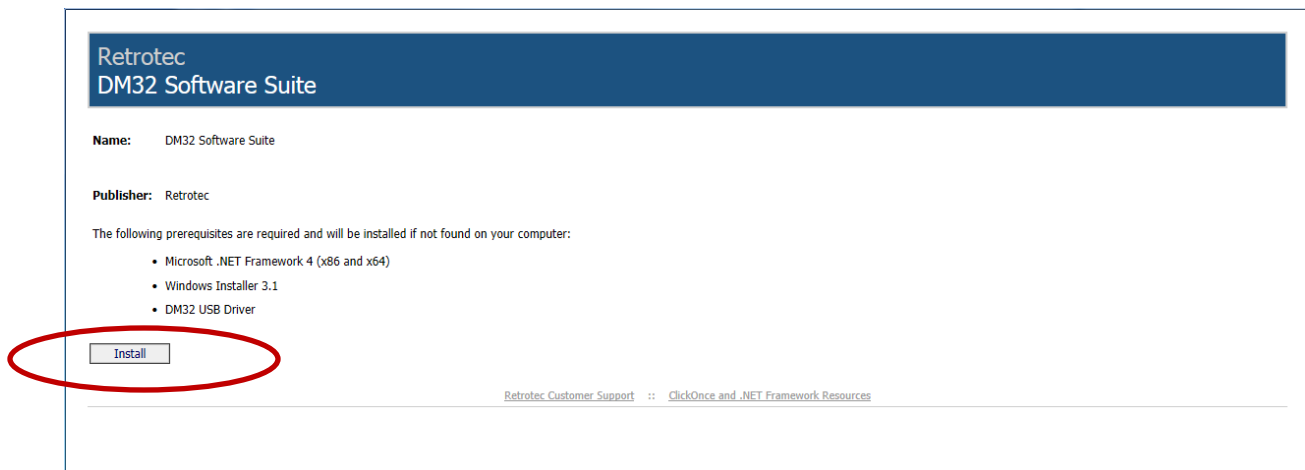 Retrotec
DM32 Software Suite
Name: DM32 Software Suite
Publisher: Retrotec
The following prerequisites are required and will be installed if not found on your computer:
• Microsoft .NET Framework 4 (x86 and x64)
• Windows Installer 3.1
• DM32 USB Driver
Install
Retrotec Customer Support :: ClickOnce and .NET Framework Resources